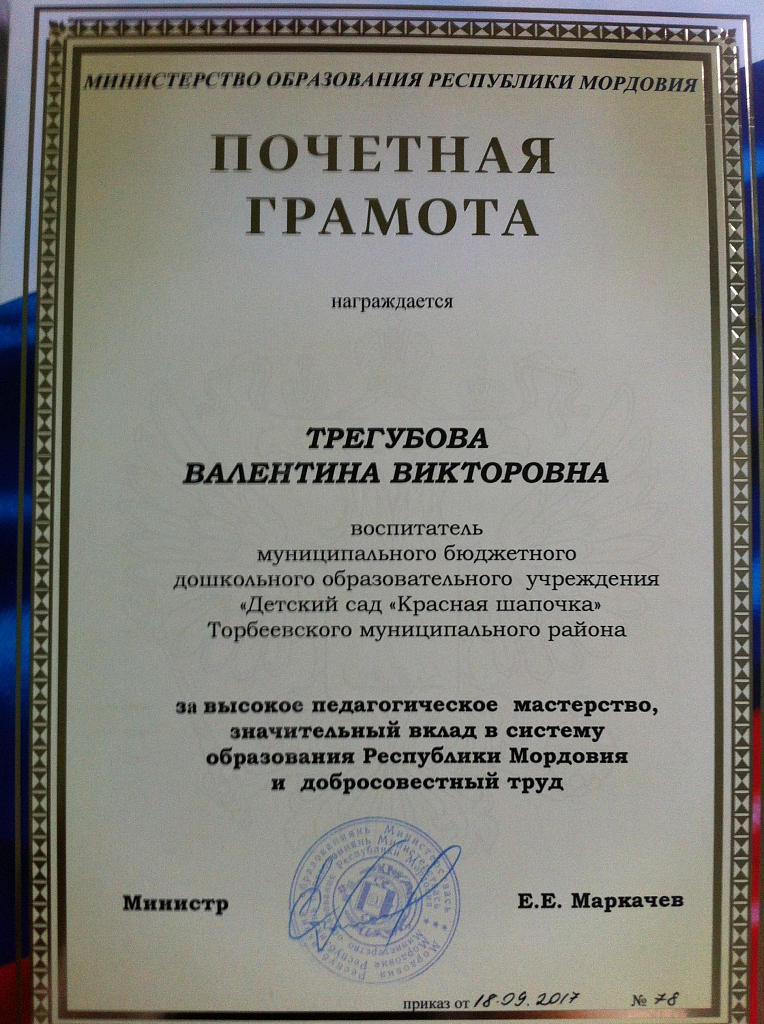 МИНИСТЕРСТВО ОБРАЗОВАНИЯ РЕСПУБЛИКИ МОРДОВИЯ
ПОЧЕТНАЯ
ГРАМОТА
награждается
ТРЕГУБОВА
ВАЛЕНТИНА ВИКТОРОВНА
воспитатель
муниципального бюджетного
дошкольного образовательного учреждения
«Детский сад «Красная шапочка»
Торбеевского муниципального района
за высокое педагогическое мастерство,
значительный вклад в систему
образования Республики Мордовия
и добросовестный труд
Министр
Е.Е. Маркачев
приказ от 18.09.2017 № 78